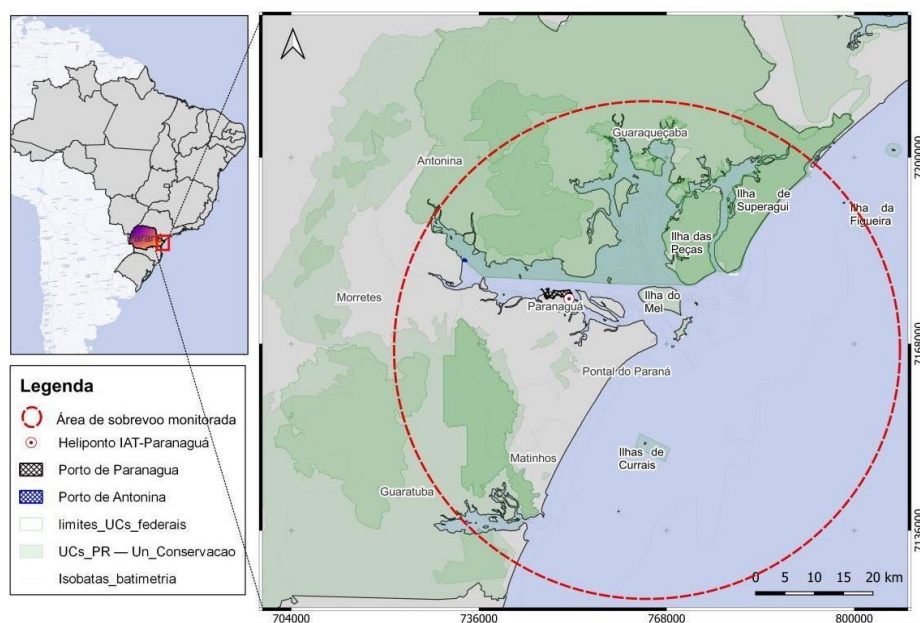 Paraná
Legenda
Área de sobrevoo monitorada
Heliponto IAT-Paranaguá
Porto de Paranagua
Porto de Antonina
limites_UCs_federais
UCs_PR — Un_Conservacao
Isobatas_batimetria
Guaraqueçaba
Antonina
Ilha de
Superagui
Ilha da
Figueira
Ilha das
Peças
Morretes
Paranaguá
Ilha do
Mel
Pontal do Paraná
Matinhos
Ilhas de
Currais
Guaratuba
0 5 10 15 20 km
7200000
7168000
7136000
704000 736000 768000 800000